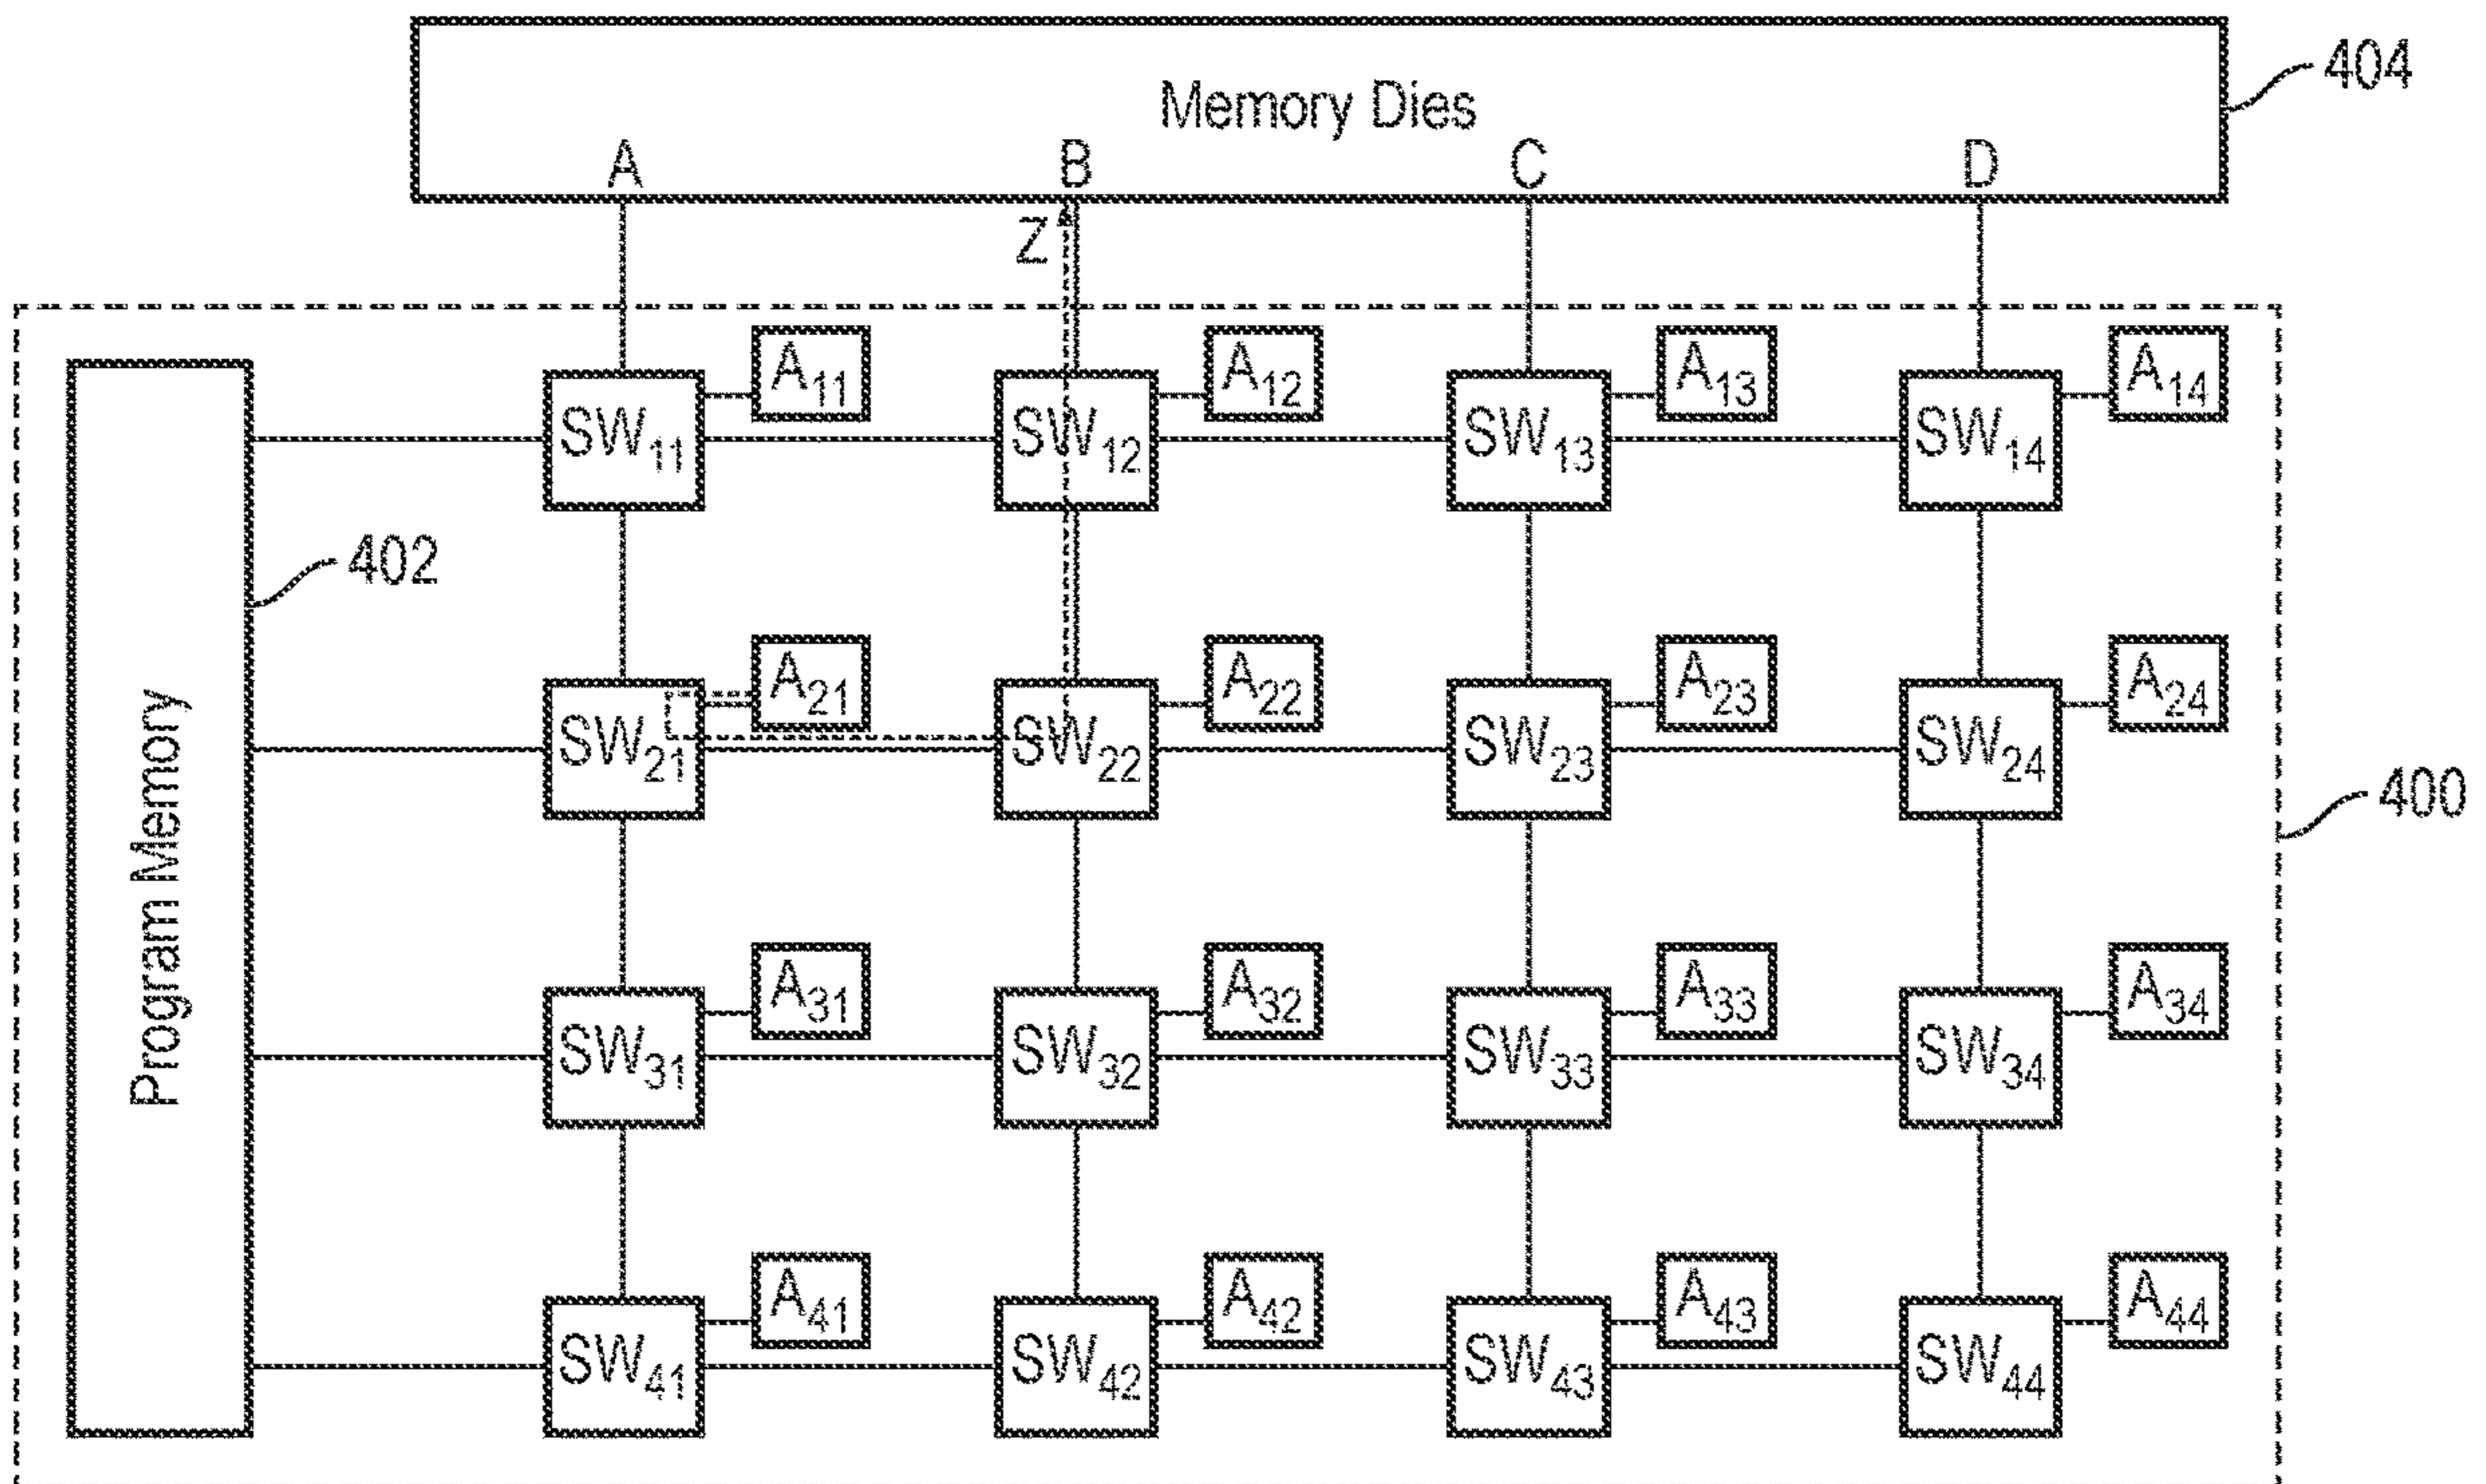 404
Memory Dies
A B C D
Z
A11 A12 A13 A14
SW11 SW12 SW13 SW14
402
A21 A22 A23 A24
SW21 SW22 SW23 SW24
400
Program Memory
A31 A32 A33 A34
SW31 SW32 SW33 SW34
A41 A42 A43 A44
SW41 SW42 SW43 SW44